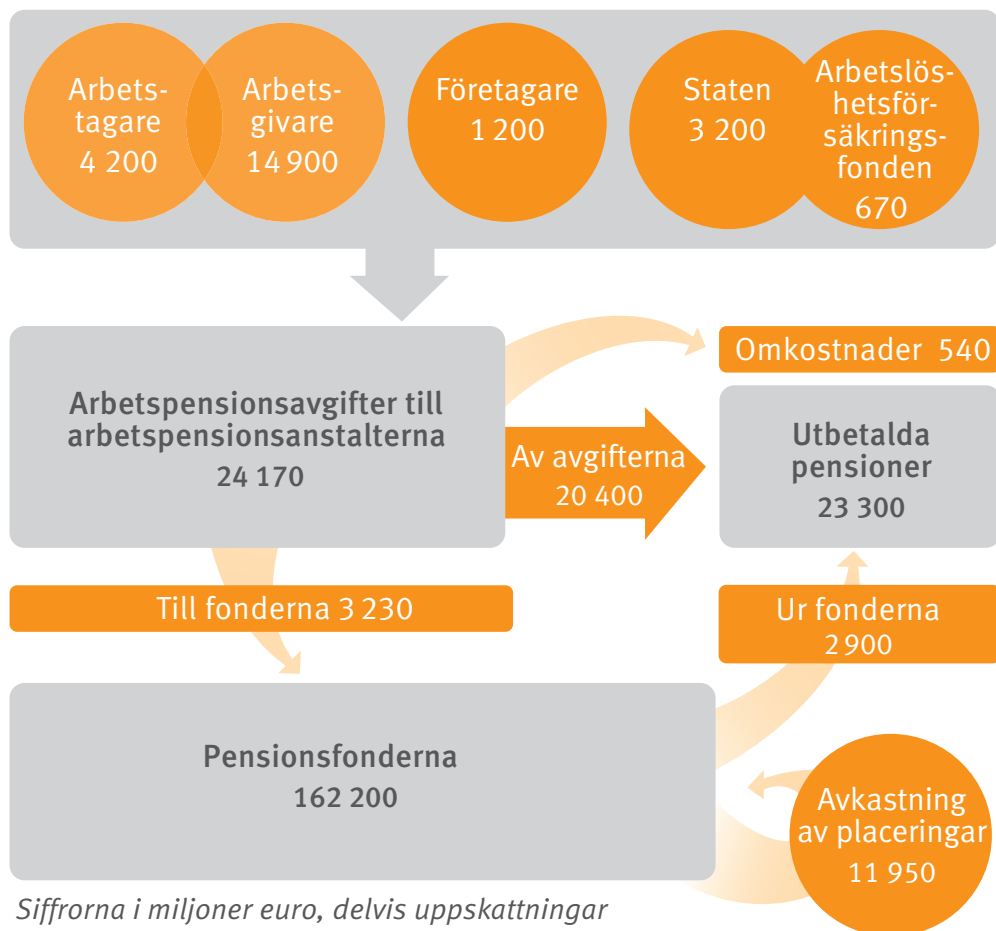 Arbets-
tagare
4 200
Arbets-
givare
14 900
Företagare
1 200
Staten
3 200
Arbetslös-
hetsför-
säkrings-
fonden
670
Omkostnader 540
Arbetspensionsavgifter till
arbetspensionsanstalterna
24 170
Av avgifterna
20 400
Utbetalda
pensioner
23 300
Till fonderna 3 230
Ur fonderna
2 900
Pensionsfonderna
162 200
Avkastning
av placeringar
11 950
Siffrorna i miljoner euro, delvis uppskattningar